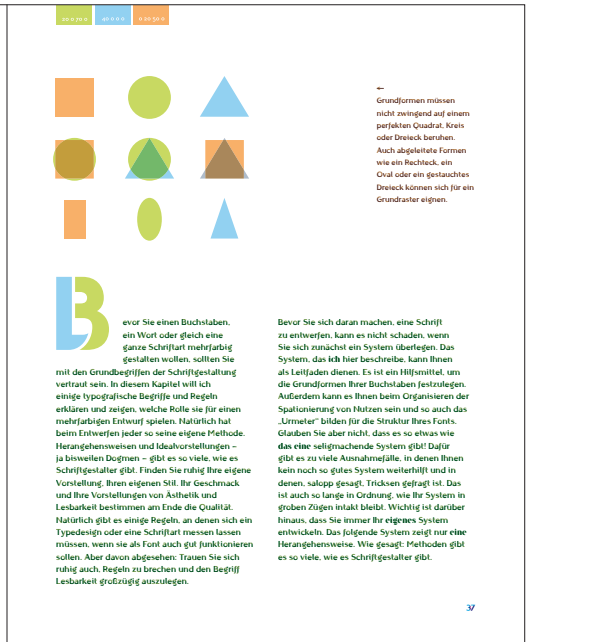 200700 40000 020500
←
Grundformen müssen
nicht zwingend auf einem
perfekten Quadrat, Kreis
oder Dreieck beruhen.
Auch abgeleitete Formen
wie ein Rechteck, ein
Oval oder ein gestauchtes
Dreieck können sich für ein
Grundraster eignen.
Bevor Sie einen Buchstaben,
ein Wort oder gleich eine
ganze Schriftart mehrfarbig
gestalten wollen, sollten Sie
mit den Grundbegriffen der Schriftgestaltung
vertraut sein. In diesem Kapitel will ich
einige typografische Begriffe und Regeln
erklären und zeigen, welche Rolle sie für einen
mehrfarbigen Entwurf spielen. Natürlich hat
beim Entwerfen jeder so seine eigene Methode.
Herangehensweisen und Idealvorstellungen –
ja bisweilen Dogmen – gibt es so viele, wie es
Schriftgestalter gibt. Finden Sie ruhig Ihre eigene
Vorstellung, Ihren eigenen Stil. Ihr Geschmack
und Ihre Vorstellungen von Ästhetik und
Lesbarkeit bestimmen am Ende die Qualität.
Natürlich gibt es einige Regeln, an denen sich ein
Typedesign oder eine Schriftart messen lassen
müssen, wenn sie als Font auch gut funktionieren
sollen. Aber davon abgesehen: Trauen Sie sich
ruhig auch, Regeln zu brechen und den Begriff
Lesbarkeit großzügig auszulegen.
Bevor Sie sich daran machen, eine Schrift
zu entwerfen, kann es nicht schaden, wenn
Sie sich zunächst ein System überlegen. Das
System, das ich hier beschreibe, kann Ihnen
als Leitfaden dienen. Es ist ein Hilfsmittel, um
die Grundformen Ihrer Buchstaben festzulegen.
Außerdem kann es Ihnen beim Organisieren der
Spationierung von Nutzen sein und so auch das
„Urmeter“ bilden für die Struktur Ihres Fonts.
Glauben Sie aber nicht, dass es so etwas wie
das eine seligmachende System gibt! Dafür
gibt es zu viele Ausnahmefälle, in denen Ihnen
kein noch so gutes System weiterhilft und in
denen, salopp gesagt, Tricksen gefragt ist. Das
ist auch so lange in Ordnung, wie Ihr System in
groben Zügen intakt bleibt. Wichtig ist darüber
hinaus, dass Sie immer Ihr eigenes System
entwickeln. Das folgende System zeigt nur eine
Herangehensweise. Wie gesagt: Methoden gibt
es so viele, wie es Schriftgestalter gibt.
37